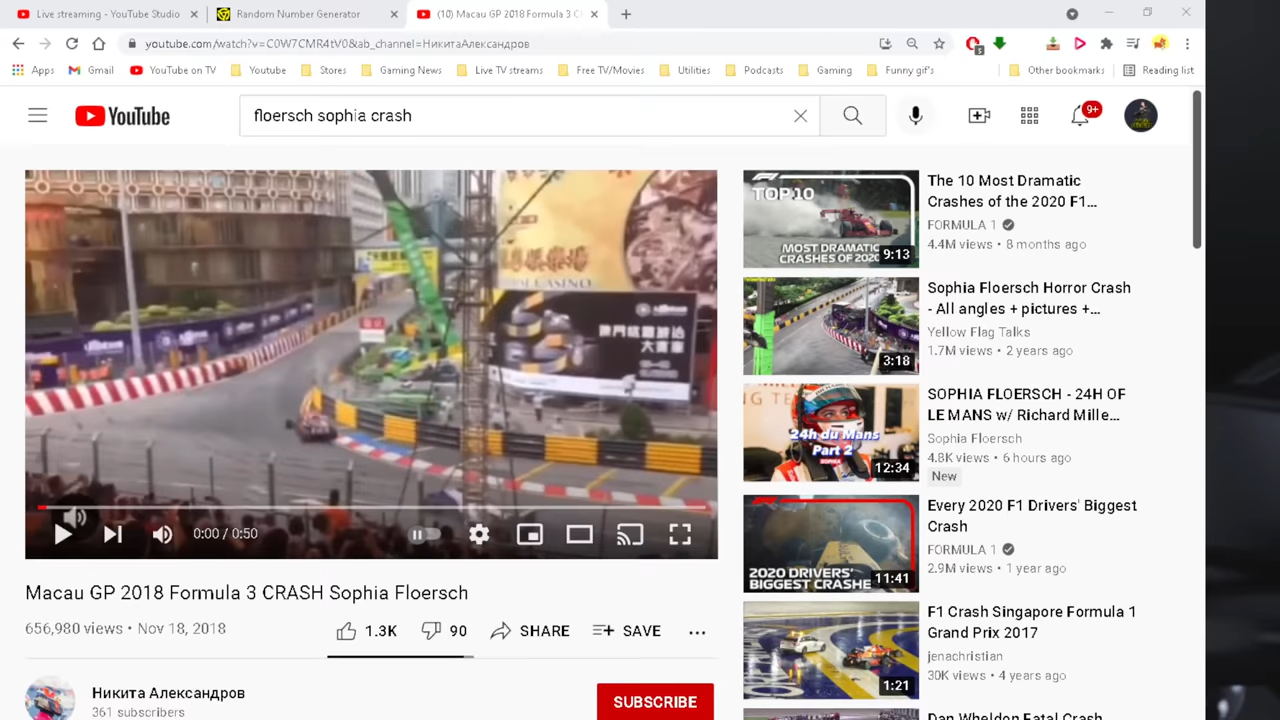 Live streaming - YouTube Studio
Random Number Generator
(10) Macau GP 2018 Formula 3 C
youtube.com/watch?v=C0W7CMR4tV0&ab_channel=НикитаАлександров
5
Apps
Gmail
YouTube on TV
Youtube
Stores
Gaming News
Live TV streams
Free TV/Movies
Utilities
Podcasts
Gaming
Funny gif's
Other bookmarks
Reading list
YouTube
floersch sophia crash
9+
CASINO
大賽車
0:00 / 0:50
Macau GP 2018 Formula 3 CRASH Sophia Floersch
656,980 views • Nov 18, 2018
1.3K
90
SHARE
SAVE
Никита Александров
361 subscribers
SUBSCRIBE
TOP 10
MOST DRAMATIC
CRASHES OF 2020
9:13
The 10 Most Dramatic
Crashes of the 2020 F1...
FORMULA 1
4.4M views • 8 months ago
3:18
Sophia Floersch Horror Crash
- All angles + pictures +...
Yellow Flag Talks
1.7M views • 2 years ago
24h du Mans
Part 2
SOPHIA
12:34
SOPHIA FLOERSCH - 24H OF
LE MANS w/ Richard Mille...
Sophia Floersch
4.8K views • 6 hours ago
New
2020 DRIVERS'
BIGGEST CRASHE
11:41
Every 2020 F1 Drivers' Biggest
Crash
FORMULA 1
2.9M views • 1 year ago
1:21
F1 Crash Singapore Formula 1
Grand Prix 2017
jenachristian
30K views • 4 years ago
Dan Wheldon Fatal Crash